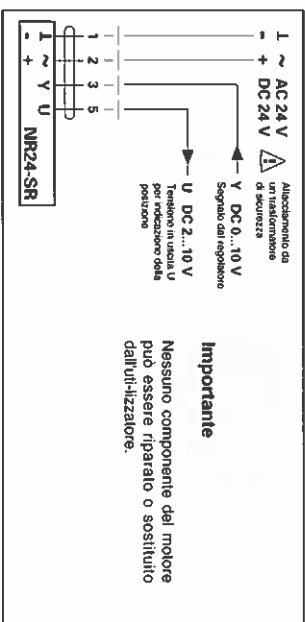 ⊥ ~ AC 24 V
- + DC 24 V
Allacciamento da
un trasformatore
di sicurezza
Y DC 0...10 V
Segnale dal regolatore
U DC 2...10 V
Tensione in uscita U
per indicazione della
posizione
1 2 3 5
⊥ ~ Y U
- +
NR24-SR
Importante
Nessuno componente del motore
può essere riparato o sostituito
dall'uti-lizzatore.